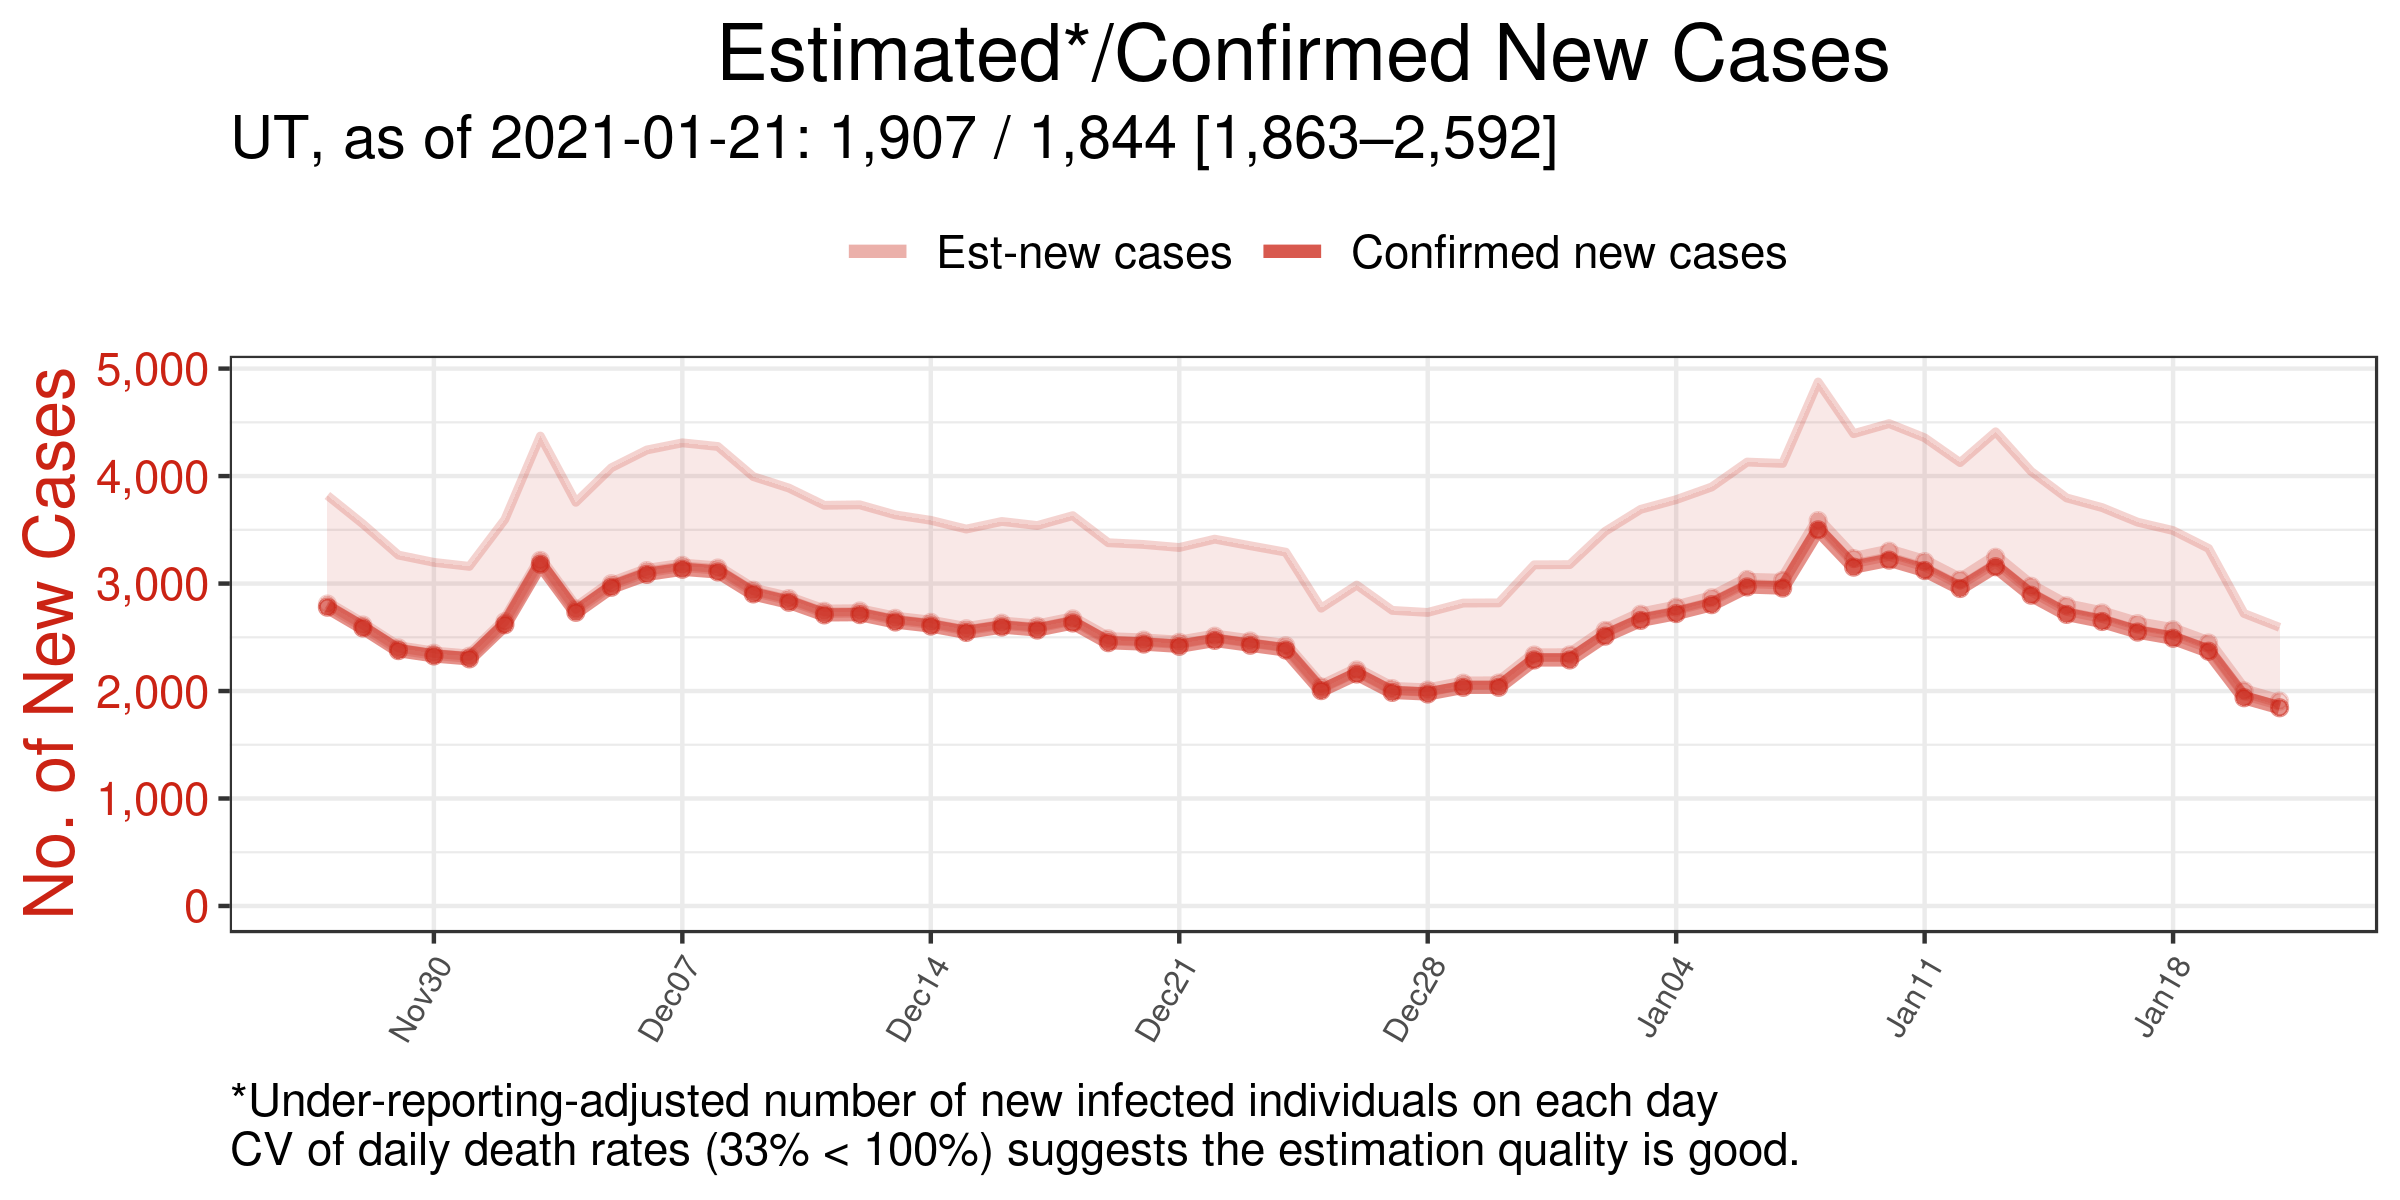 Estimated*/Confirmed New Cases
UT, as of 2021-01-21: 1,907 / 1,844 [1,863–2,592]
Est-new cases Confirmed new cases
No. of New Cases
5,000
4,000
3,000
2,000
1,000
0
Nov30 Dec07 Dec14 Dec21 Dec28 Jan04 Jan11 Jan18
*Under-reporting-adjusted number of new infected individuals on each day
CV of daily death rates (33% < 100%) suggests the estimation quality is good.